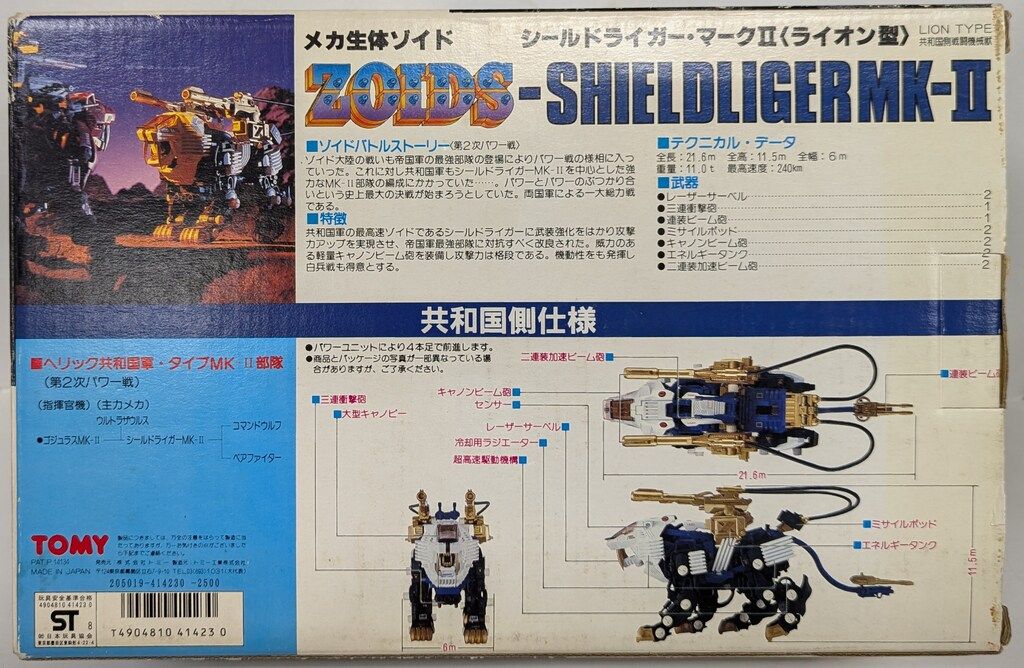 メカ生体ゾイド
シールドライガー・マークⅡ〈ライオン型〉
LION TYPE
共和国側戦闘機械獣
ZOIDS-SHIELDLIGER MK-Ⅱ
■ゾイドバトルストーリー〈第2次パワー戦〉
ゾイド大陸の戦いも帝国軍の最強部隊の登場によりパワー戦の様相に入っ
ていった。これに対し共和国軍もシールドライガーMK-Ⅱを中心とした強
力なMK-Ⅱ部隊の編成にかかっていた……。パワーとパワーのぶつかり合
いという史上最大の決戦が始まろうとしていた。両国軍による一大総力戦
である。
■特徴
共和国軍の最高速ゾイドであるシールドライガーに武装強化をはかり攻撃
力アップを実現させ、帝国軍最強部隊に対抗すべく改良された。威力のあ
る軽量キャノンビーム砲を装備し攻撃力は格段である。機動性をも発揮し
白兵戦も得意とする。
■テクニカル・データ
全長：21.6m 全高：11.5m 全幅：6m
重量：11.0t 最高速度：240km
■武器
●レーザーサーベル 2
●三連衝撃砲 1
●連装ビーム砲 1
●ミサイルポッド 2
●キャノンビーム砲 2
●エネルギータンク 2
●二連装加速ビーム砲 2
共和国側仕様
■ヘリック共和国軍・タイプMK-Ⅱ部隊
（第2次パワー戦）
（指揮官機）（主力メカ）
ウルトラザウルス
コマンドウルフ
●ゴジュラスMK-Ⅱ シールドライガーMK-Ⅱ
ベアファイター
●パワーユニットにより4本足で前進します。
●商品とパッケージの写真が一部異なっている場
合がありますが、ご了承ください。
二連装加速ビーム砲
連装ビーム砲
キャノンビーム砲
センサー
三連衝撃砲
大型キャノピー
レーザーサーベル
冷却用ラジエーター
超高速駆動機構
21.6m
ミサイルポッド
エネルギータンク
11.5m
6m
TOMY
PAT.P.14134
MADE IN JAPAN
205019-414230-2500
玩具安全基準合格
4904810 41423 0
ST 8
㈳日本玩具協会
T4904810 41423 0